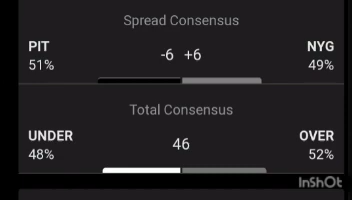 Spread Consensus
PIT -6 +6 NYG
51% 49%
Total Consensus
UNDER 46 OVER
48% 52%
InShOt